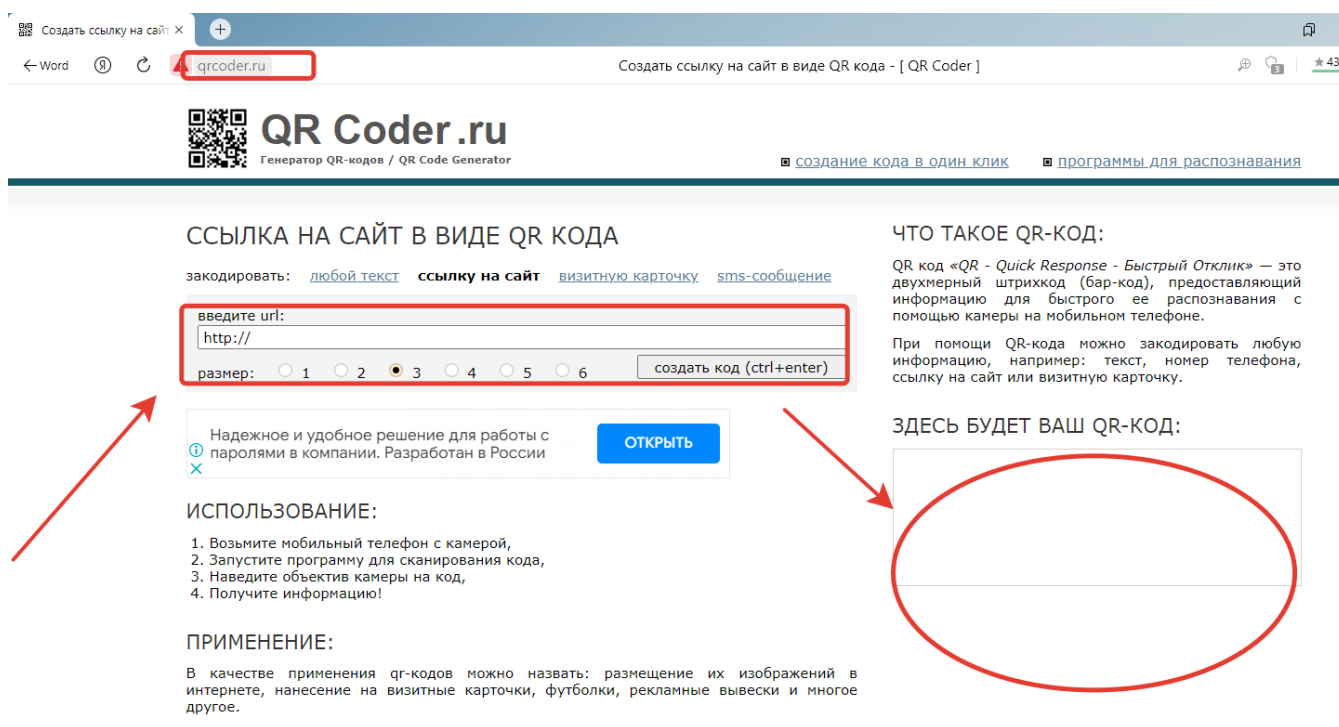 Создать ссылку на сайт
Word
qrcoder.ru
Создать ссылку на сайт в виде QR кода - [ QR Coder ]
3
43
QR Coder.ru
Генератор QR-кодов / QR Code Generator
создание кода в один клик
программы для распознавания
ССЫЛКА НА САЙТ В ВИДЕ QR КОДА
закодировать: любой текст ссылку на сайт визитную карточку sms-сообщение
введите url:
http://
размер: 1 2 3 4 5 6
создать код (ctrl+enter)
Надежное и удобное решение для работы с
паролями в компании. Разработан в России
ОТКРЫТЬ
ИСПОЛЬЗОВАНИЕ:
1. Возьмите мобильный телефон с камерой,
2. Запустите программу для сканирования кода,
3. Наведите объектив камеры на код,
4. Получите информацию!
ПРИМЕНЕНИЕ:
В качестве применения qr-кодов можно назвать: размещение их изображений в
интернете, нанесение на визитные карточки, футболки, рекламные вывески и многое
другое.
ЧТО ТАКОЕ QR-КОД:
QR код «QR - Quick Response - Быстрый Отклик» — это
двухмерный штрихкод (бар-код), предоставляющий
информацию для быстрого ее распознавания с
помощью камеры на мобильном телефоне.
При помощи QR-кода можно закодировать любую
информацию, например: текст, номер телефона,
ссылку на сайт или визитную карточку.
ЗДЕСЬ БУДЕТ ВАШ QR-КОД: